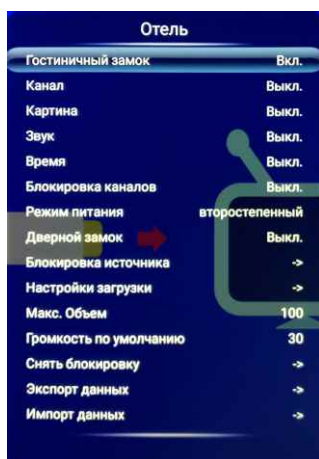 Отель
Гостиничный замок Вкл.
Канал Выкл.
Картина Выкл.
Звук Выкл.
Время Выкл.
Блокировка каналов Выкл.
Режим питания второстепенный
Дверной замок Выкл.
Блокировка источника ->
Настройки загрузки ->
Макс. Объем 100
Громкость по умолчанию 30
Снять блокировку ->
Экспорт данных ->
Импорт данных ->